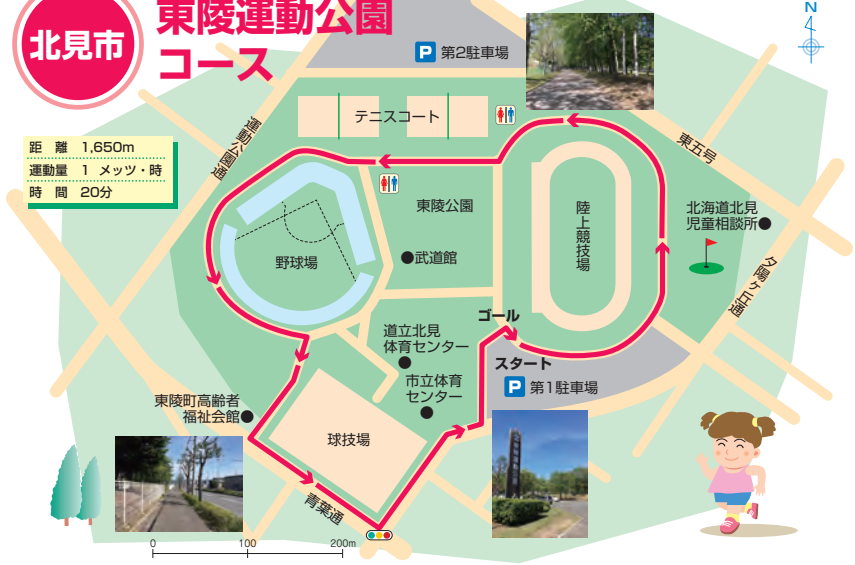 北見市
東陵運動公園
コース
N
P 第2駐車場
距 離 1,650m
運動量 1 メッツ・時
時 間 20分
運動公園通
テニスコート
東五号
東陵公園
陸上競技場
北海道北見
児童相談所
武道館
野球場
夕陽ヶ丘通
ゴール
道立北見
体育センター
スタート
P 第1駐車場
市立体育
センター
東陵町高齢者
福祉会館
球技場
青葉通
0 100 200m